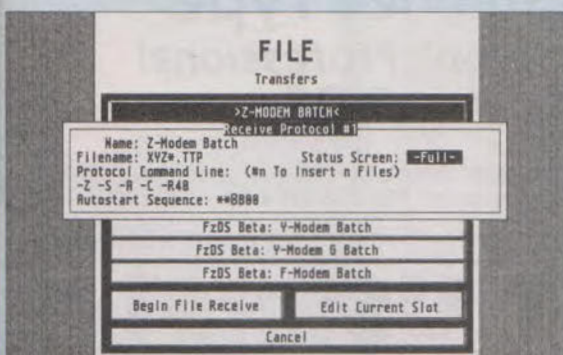 FILE
Transfers
>Z-MODEM BATCH<
Receive Protocol #1
Name: Z-Modem Batch
Filename: XYZ*.TTP Status Screen: -Full-
Protocol Command Line: (#n To Insert n Files)
-Z -S -R -C -R48
Autostart Sequence: **B000
FzDS Beta: Y-Modem Batch
FzDS Beta: Y-Modem G Batch
FzDS Beta: F-Modem Batch
Begin File Receive Edit Current Slot
Cancel